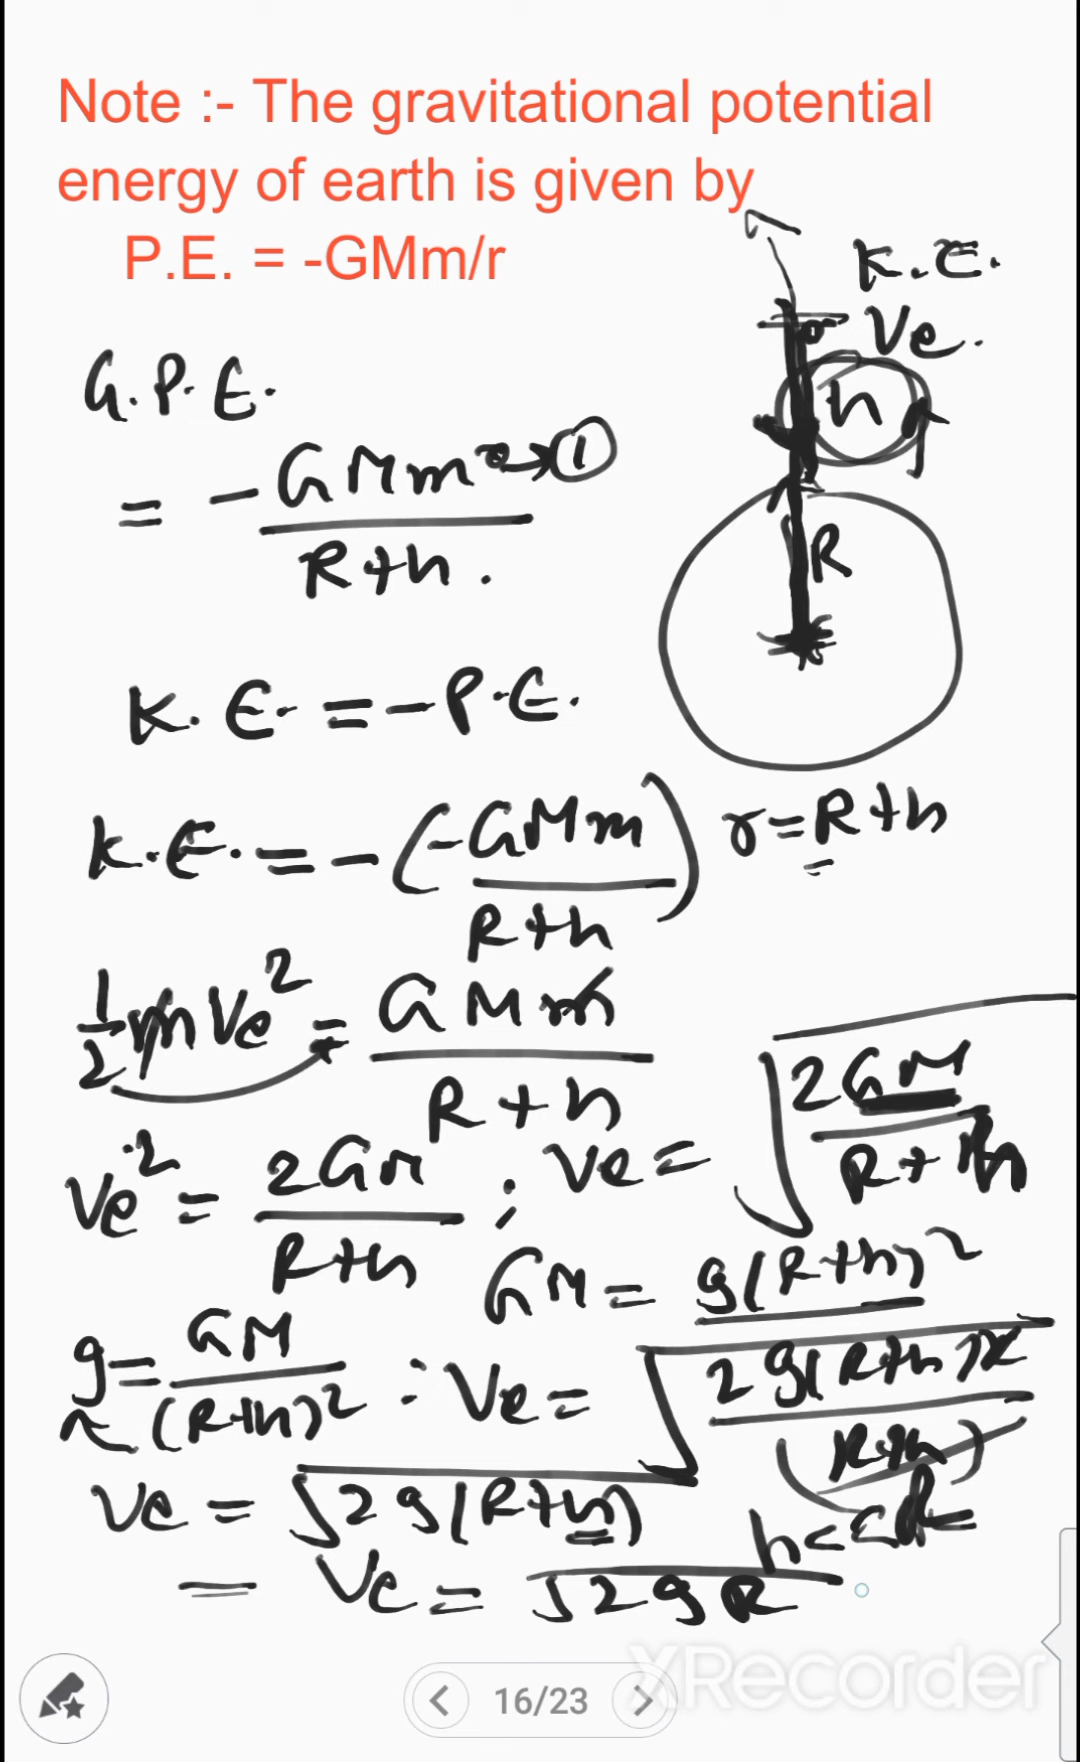 Note :- The gravitational potential
energy of earth is given by
P.E. = -GMm/r
K.E.
Ve.
h
R
G.P.E.
= - GMm → ①
R+h.
K.E. = - P.E.
r = R+h
K.E. = - (-GMm)
R+h
1/2 m Ve² = GMm
R+h
Ve² = 2GM ; Ve = √2GM
R+h R+h
GM = g(R+h)²
g = GM
(R+h)² ∴ Ve = √2g(R+h)²
(R+h)
Ve = √2g(R+h)
h<<R
= Ve = √2gR
16/23
XRecorder